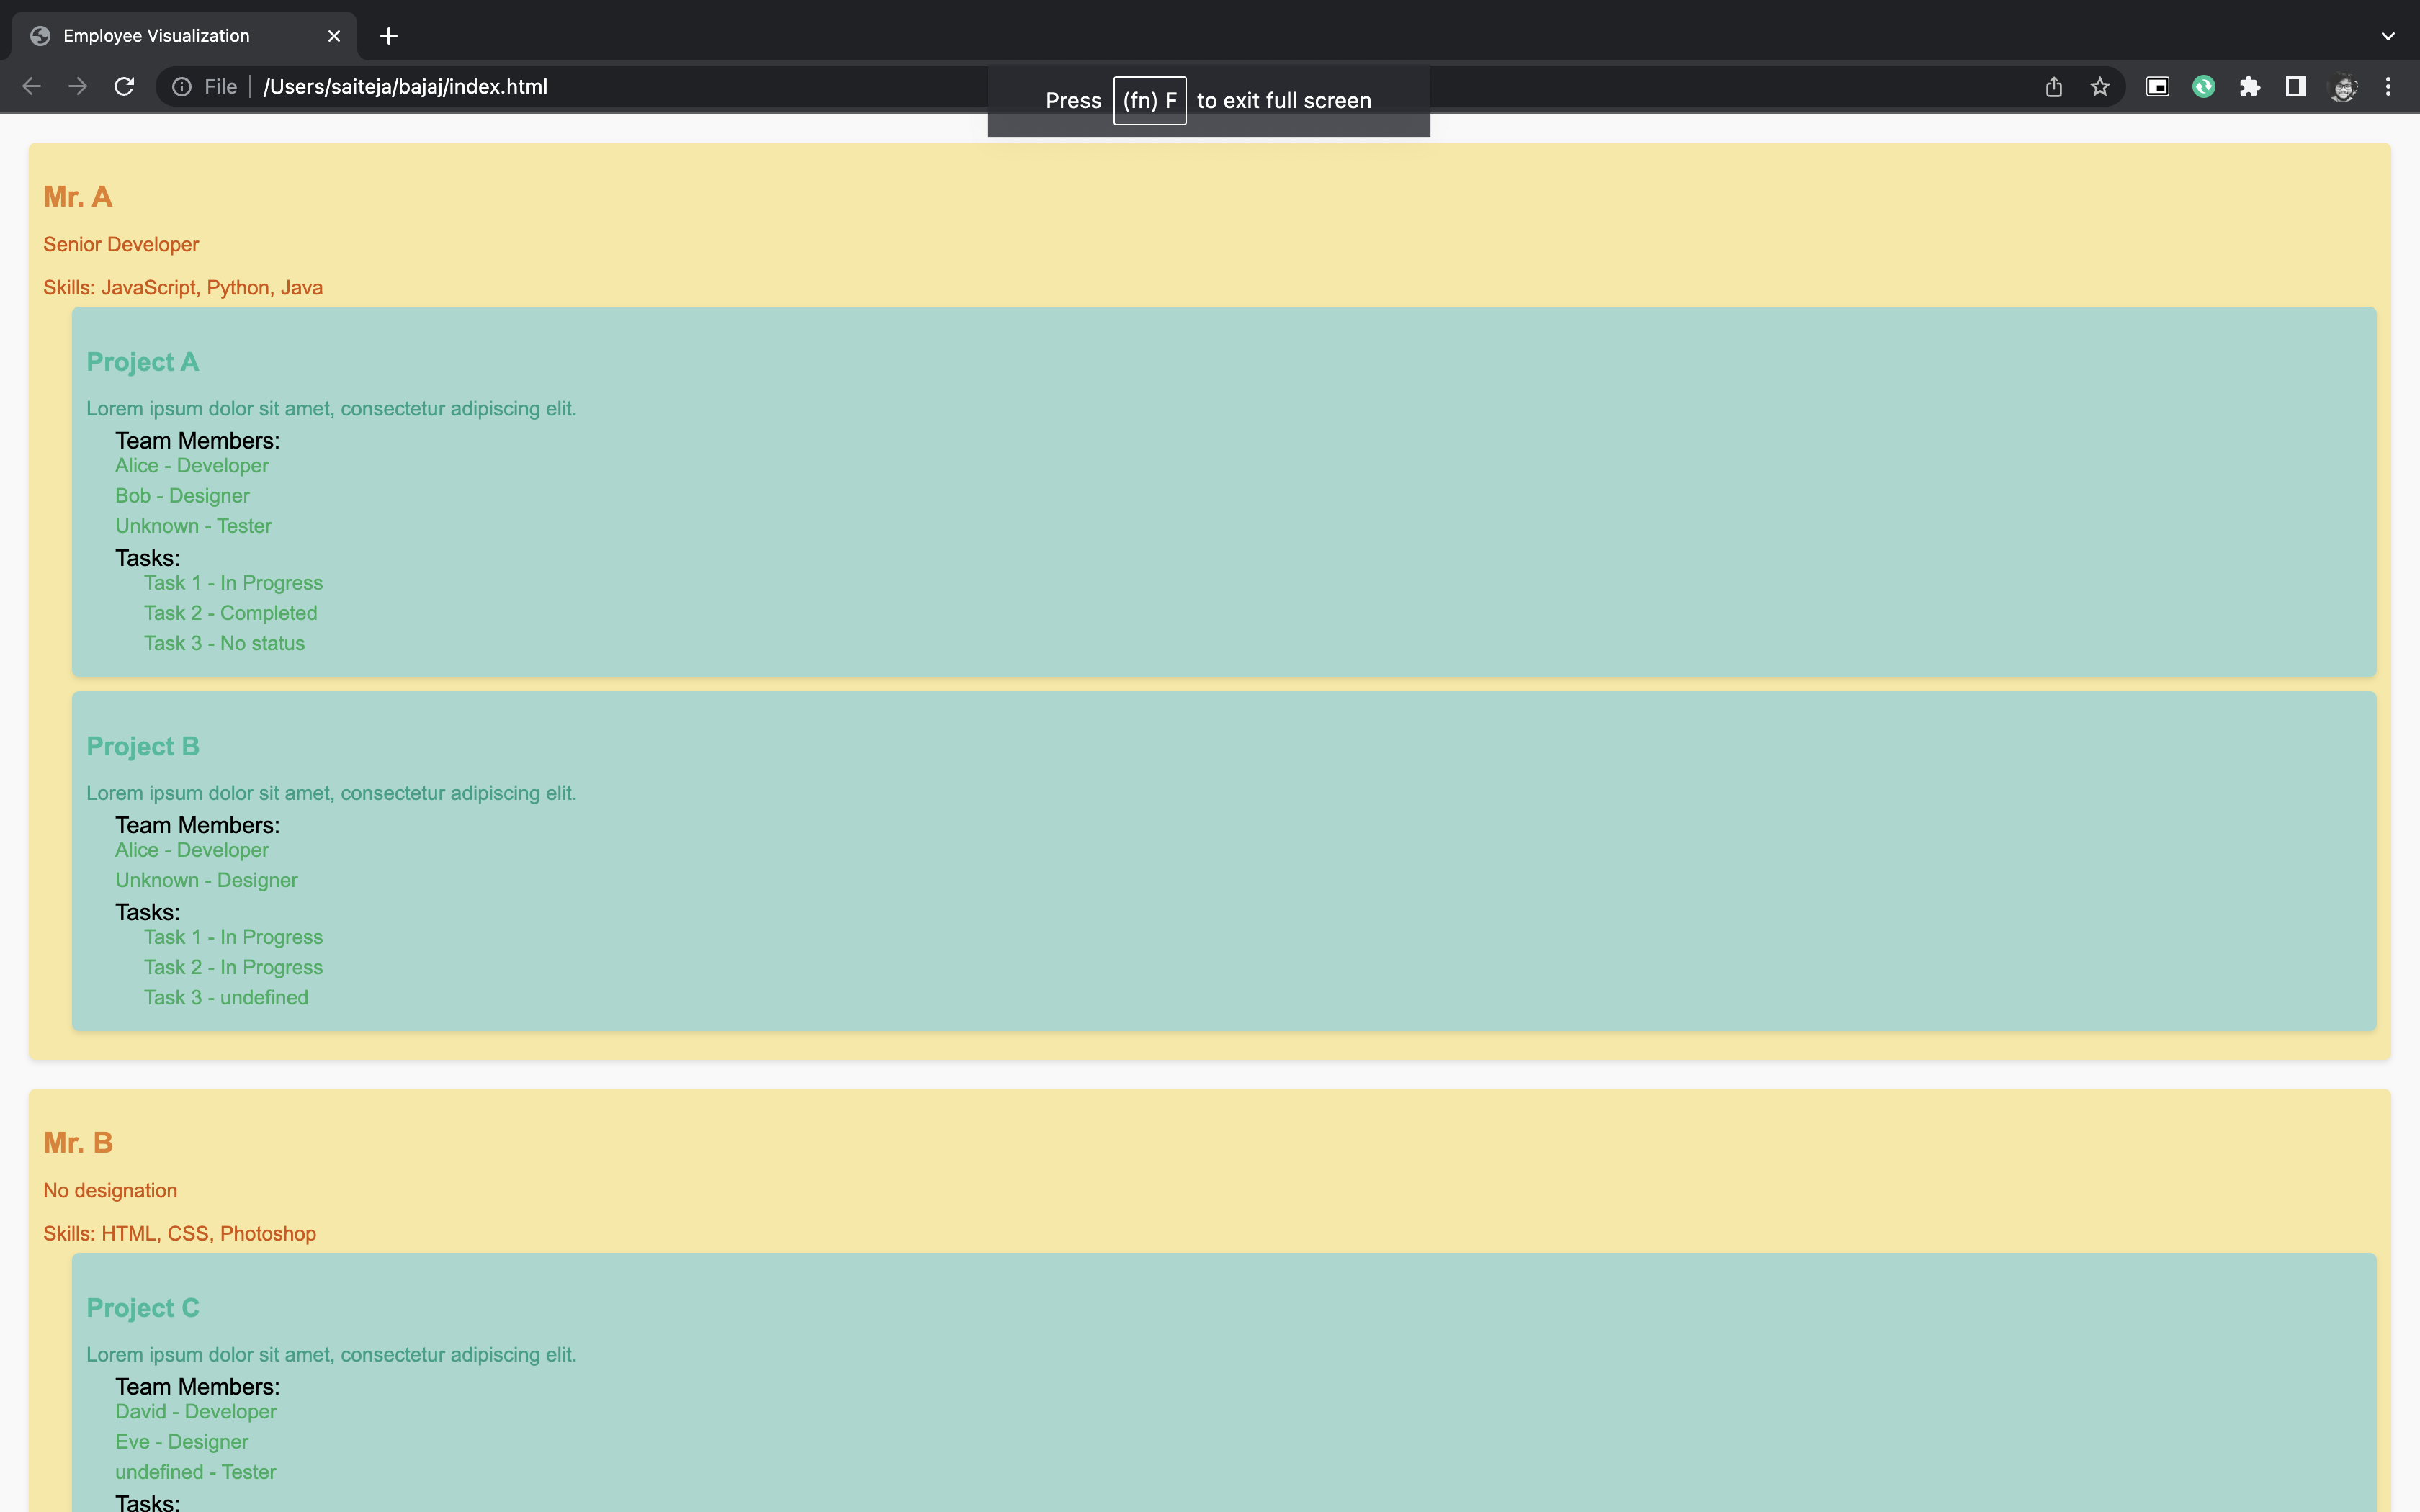 Employee Visualization
File /Users/saiteja/bajaj/index.html
Press (fn) F to exit full screen
Mr. A
Senior Developer
Skills: JavaScript, Python, Java
Project A
Lorem ipsum dolor sit amet, consectetur adipiscing elit.
Team Members:
Alice - Developer
Bob - Designer
Unknown - Tester
Tasks:
Task 1 - In Progress
Task 2 - Completed
Task 3 - No status
Project B
Lorem ipsum dolor sit amet, consectetur adipiscing elit.
Team Members:
Alice - Developer
Unknown - Designer
Tasks:
Task 1 - In Progress
Task 2 - In Progress
Task 3 - undefined
Mr. B
No designation
Skills: HTML, CSS, Photoshop
Project C
Lorem ipsum dolor sit amet, consectetur adipiscing elit.
Team Members:
David - Developer
Eve - Designer
undefined - Tester
Tasks: